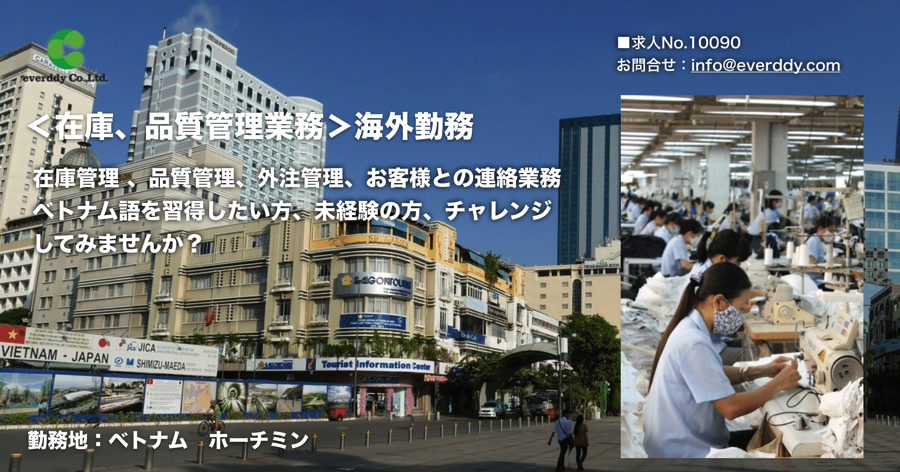 everddy Co.,Ltd.
■求人No.10090
お問合せ：info@everddy.com
＜在庫、品質管理業務＞海外勤務
在庫管理 、品質管理、外注管理、お客様との連絡業務
ベトナム語を習得したい方、未経験の方、チャレンジ
してみませんか？
SAIGONTOURIST
VIETNAM - JAPAN
JICA
SHIMIZU-MAEDA
Tourist Information Center
勤務地：ベトナム　ホーチミン